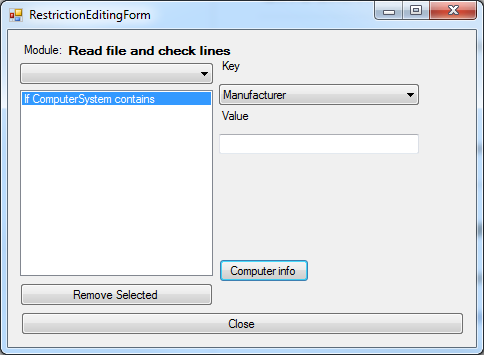 RestrictionEditingForm
Module: Read file and check lines
Key
If ComputerSystem contains
Manufacturer
Value
Computer info
Remove Selected
Close